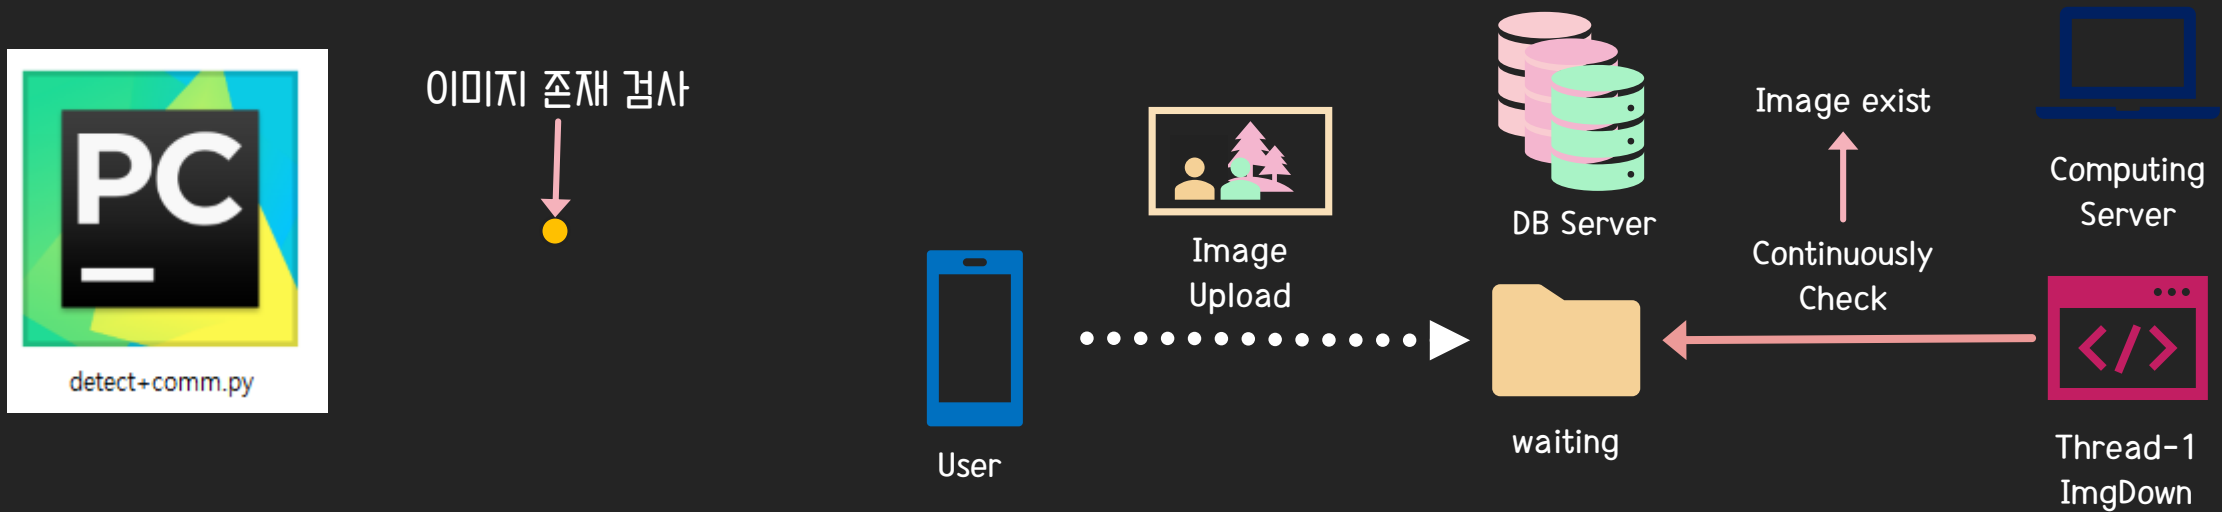 PC
detect+comm.py
이미지 존재 검사
User
Image
Upload
DB Server
waiting
Image exist
Continuously
Check
Computing
Server
</>
Thread-1
ImgDown